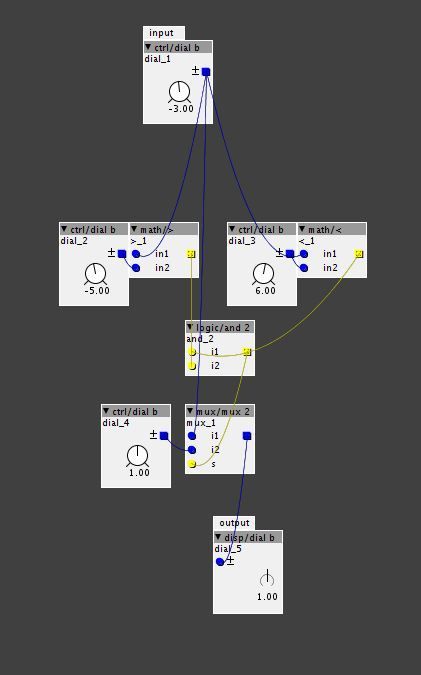 input
▼ ctrl/dial b
dial_1
±
-3.00
▼ ctrl/dial b
dial_2
±
-5.00
▼ math/>
>_1
in1
in2
▼ ctrl/dial b
dial_3
±
6.00
▼ math/<
<_1
in1
in2
▼ logic/and 2
and_2
i1
i2
▼ ctrl/dial b
dial_4
±
1.00
▼ mux/mux 2
mux_1
i1
i2
s
output
▼ disp/dial b
dial_5
±
1.00